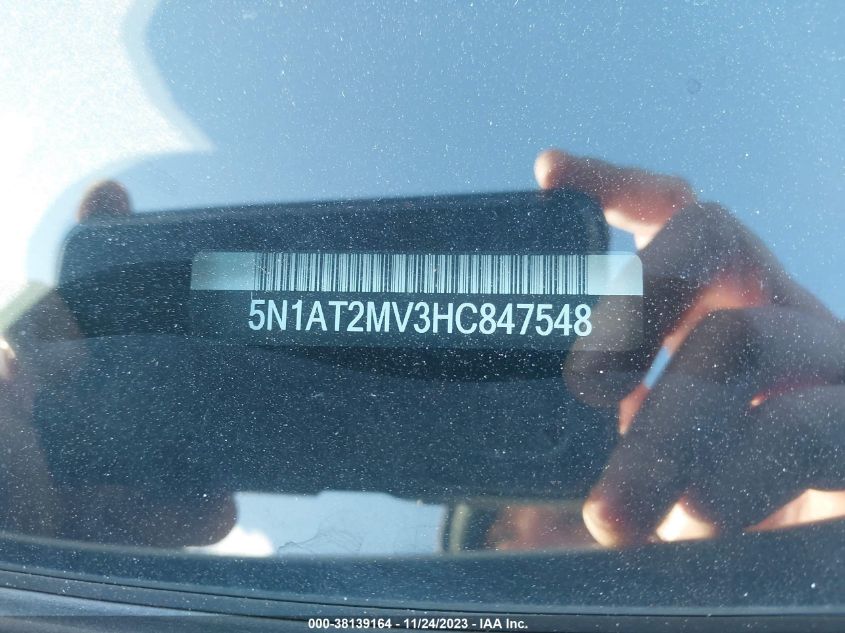 5N1AT2MV3HC847548
000-38139164 - 11/24/2023 - IAA Inc.